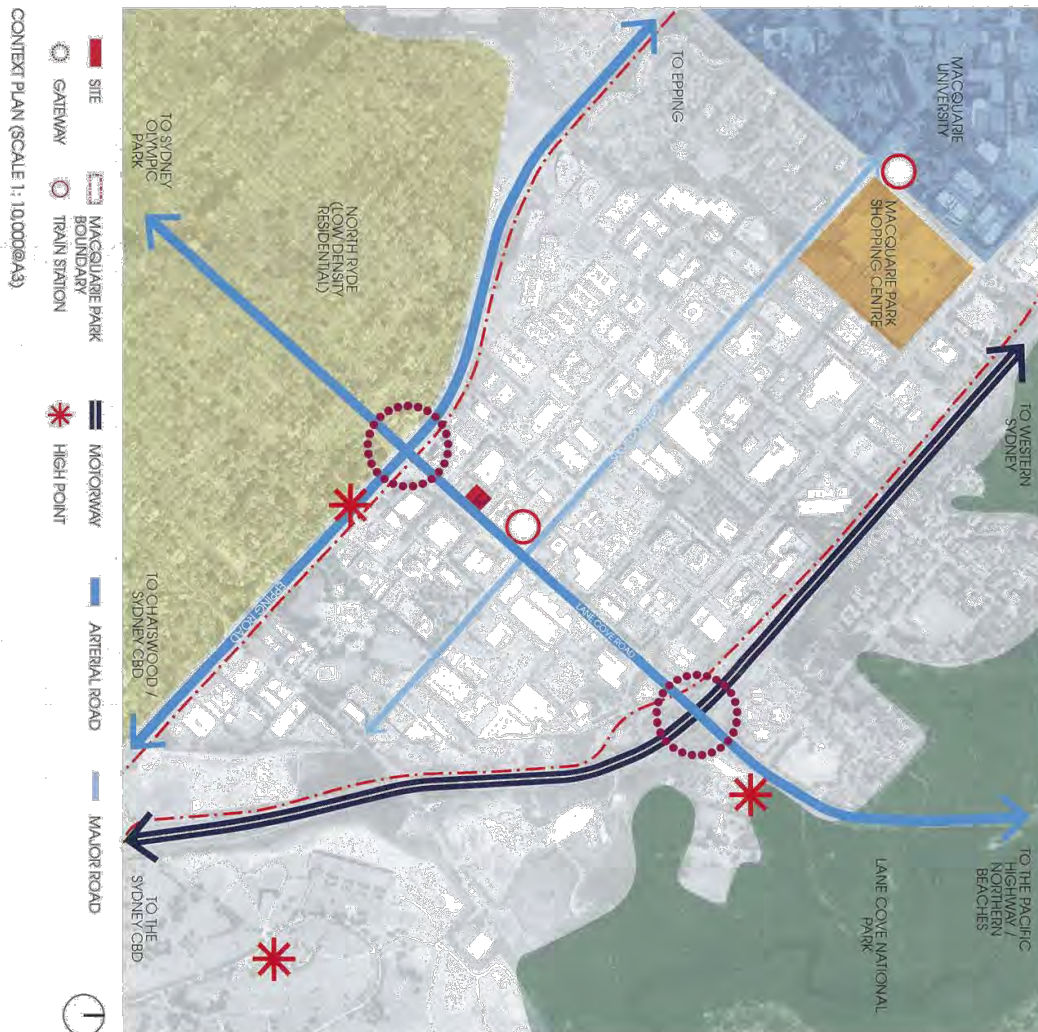 TO WESTERN
SYDNEY
TO THE PACIFIC
HIGHWAY /
NORTHERN
BEACHES
MACQUARIE
UNIVERSITY
LANE COVE NATIONAL
PARK
MACQUARIE PARK
SHOPPING CENTRE
TO EPPING
LANE COVE ROAD
NORTH RYDE
(LOW DENSITY
RESIDENTIAL)
EPPING ROAD
TO SYDNEY
OLYMPIC
PARK
TO CHATSWOOD /
SYDNEY CBD
TO THE
SYDNEY CBD
SITE
MACQUARIE PARK
BOUNDARY
MOTORWAY
ARTERIAL ROAD
MAJOR ROAD
GATEWAY
TRAIN STATION
HIGH POINT
CONTEXT PLAN (SCALE 1: 10,000@A3)